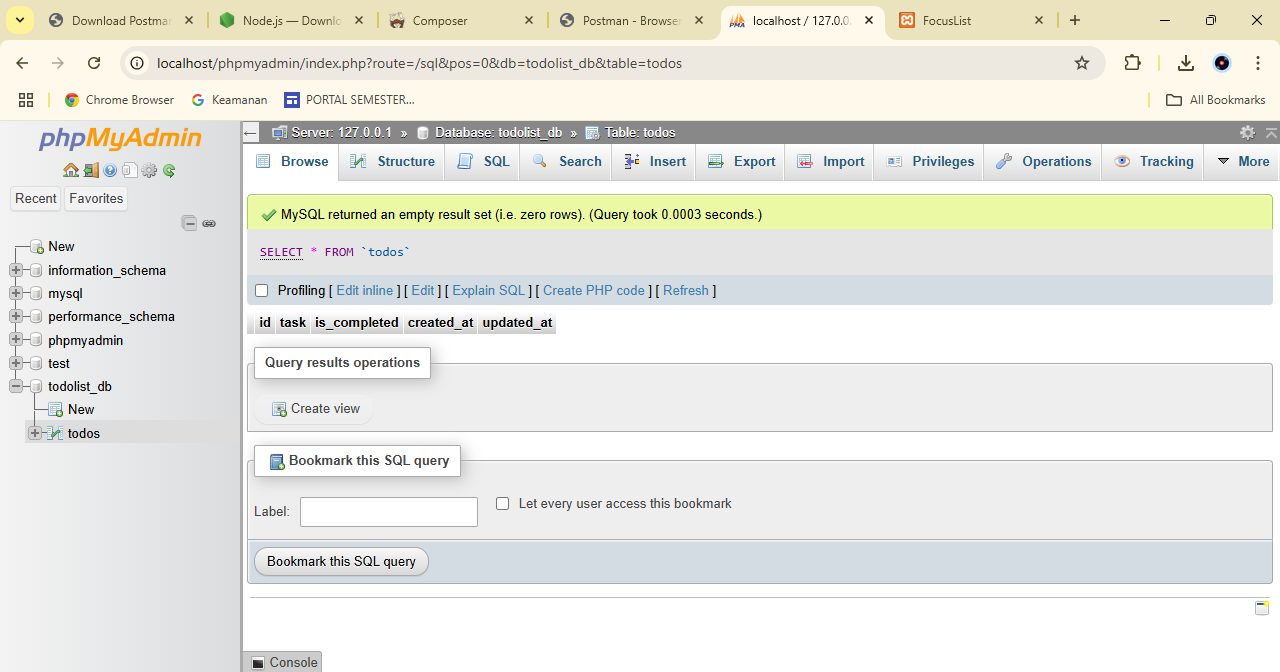 Download Postman
Node.js — Downlo
Composer
Postman - Browser
PMA
localhost / 127.0.0.
FocusList
localhost/phpmyadmin/index.php?route=/sql&pos=0&db=todolist_db&table=todos
Chrome Browser
Keamanan
PORTAL SEMESTER...
All Bookmarks
phpMyAdmin
Recent
Favorites
New
information_schema
mysql
performance_schema
phpmyadmin
test
todolist_db
New
todos
Server: 127.0.0.1 » Database: todolist_db » Table: todos
Browse
Structure
SQL
Search
Insert
Export
Import
Privileges
Operations
Tracking
More
MySQL returned an empty result set (i.e. zero rows). (Query took 0.0003 seconds.)
SELECT * FROM `todos`
Profiling [ Edit inline ] [ Edit ] [ Explain SQL ] [ Create PHP code ] [ Refresh ]
id task is_completed created_at updated_at
Query results operations
Create view
Bookmark this SQL query
Label:
Let every user access this bookmark
Bookmark this SQL query
Console